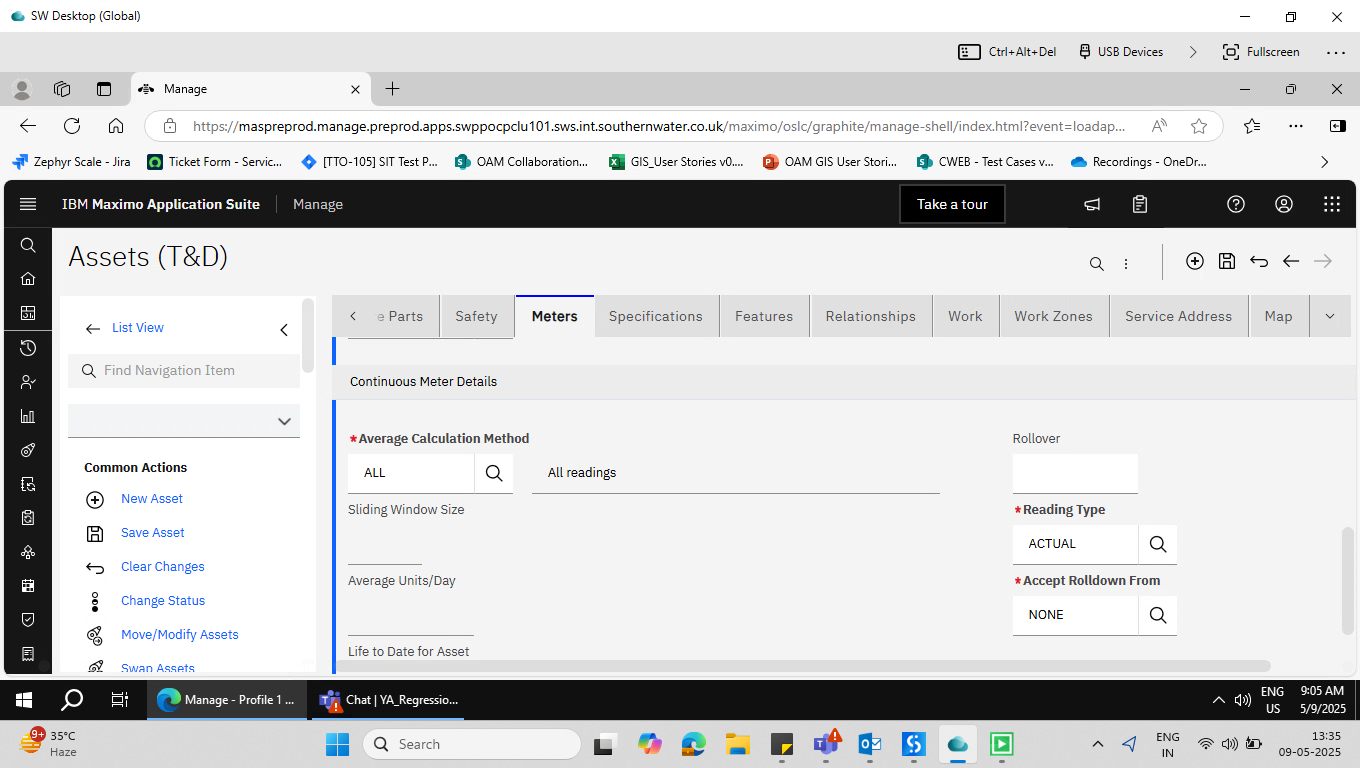 SW Desktop (Global)
Ctrl+Alt+Del
USB Devices
Fullscreen
Manage
https://maspreprod.manage.preprod.apps.swppocpclu101.sws.int.southernwater.co.uk/maximo/oslc/graphite/manage-shell/index.html?event=loadap...
Zephyr Scale - Jira
Ticket Form - Servic...
[TTO-105] SIT Test P...
OAM Collaboration...
GIS_User Stories v0....
OAM GIS User Stori...
CWEB - Test Cases v...
Recordings - OneDr...
IBM Maximo Application Suite
Manage
Take a tour
Assets (T&D)
List View
Find Navigation Item
Common Actions
New Asset
Save Asset
Clear Changes
Change Status
Move/Modify Assets
Swap Assets
e Parts
Safety
Meters
Specifications
Features
Relationships
Work
Work Zones
Service Address
Map
Continuous Meter Details
*Average Calculation Method
ALL
All readings
Sliding Window Size
Average Units/Day
Life to Date for Asset
Rollover
*Reading Type
ACTUAL
*Accept Rolldown From
NONE
Manage - Profile 1 ...
Chat | YA_Regressio...
ENG
US
9:05 AM
5/9/2025
9+
35°C
Haze
Search
ENG
IN
13:35
09-05-2025